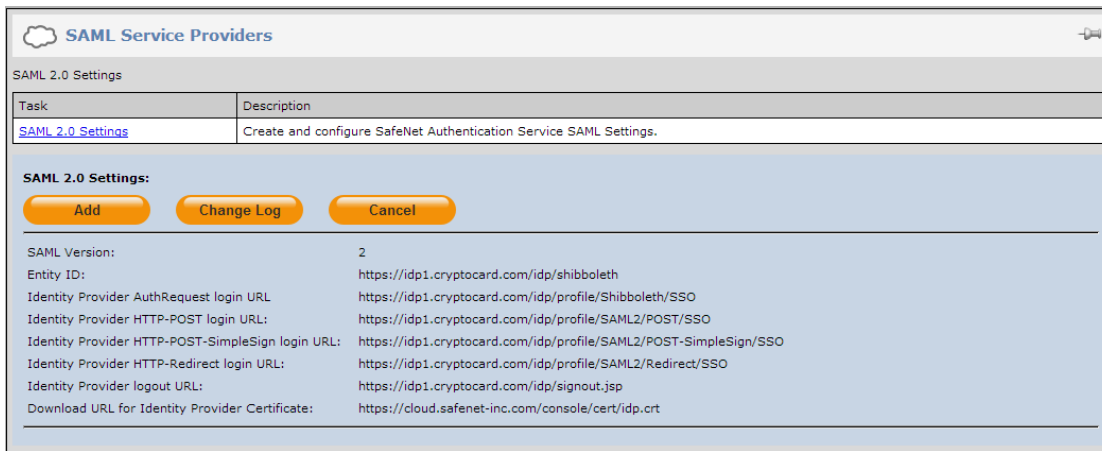 SAML Service Providers
SAML 2.0 Settings
Task Description
SAML 2.0 Settings Create and configure SafeNet Authentication Service SAML Settings.
SAML 2.0 Settings:
Add Change Log Cancel
SAML Version: 2
Entity ID: https://idp1.cryptocard.com/idp/shibboleth
Identity Provider AuthRequest login URL https://idp1.cryptocard.com/idp/profile/Shibboleth/SSO
Identity Provider HTTP-POST login URL: https://idp1.cryptocard.com/idp/profile/SAML2/POST/SSO
Identity Provider HTTP-POST-SimpleSign login URL: https://idp1.cryptocard.com/idp/profile/SAML2/POST-SimpleSign/SSO
Identity Provider HTTP-Redirect login URL: https://idp1.cryptocard.com/idp/profile/SAML2/Redirect/SSO
Identity Provider logout URL: https://idp1.cryptocard.com/idp/signout.jsp
Download URL for Identity Provider Certificate: https://cloud.safenet-inc.com/console/cert/idp.crt